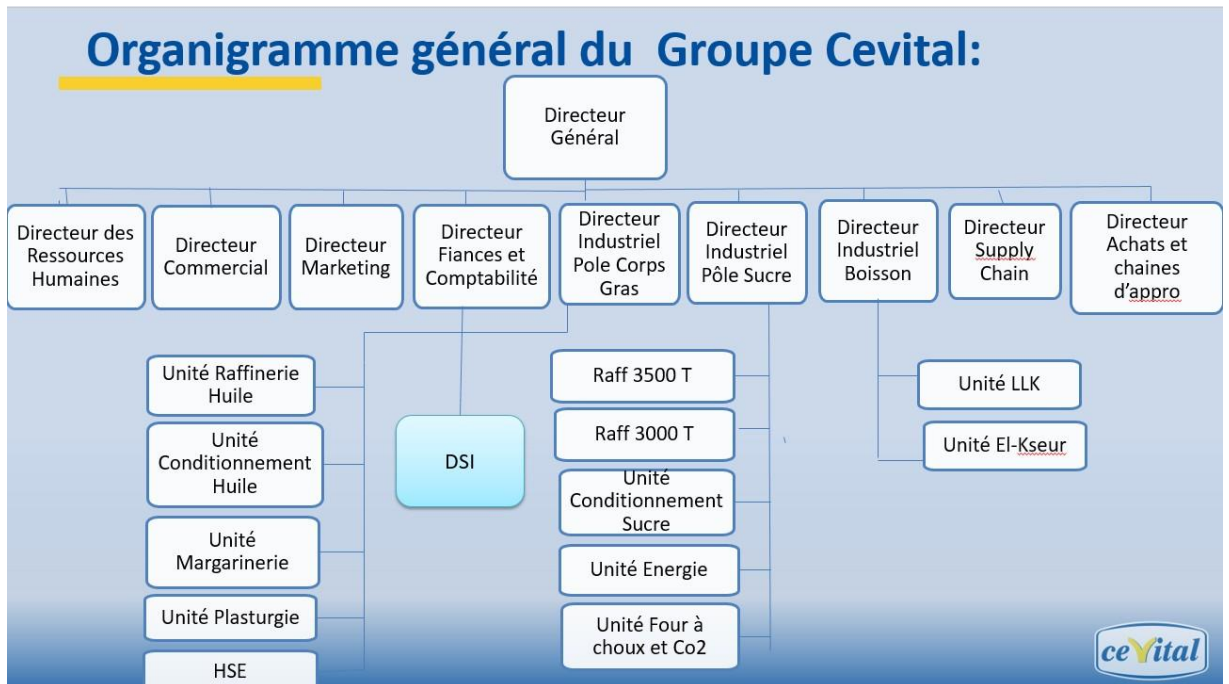 Organigramme général du Groupe Cevital:
Directeur
Général
Directeur des
Ressources
Humaines
Directeur
Commercial
Directeur
Marketing
Directeur
Fiances et
Comptabilité
Directeur
Industriel
Pole Corps
Gras
Directeur
Industriel
Pôle Sucre
Directeur
Industriel
Boisson
Directeur
Supply
Chain
Directeur
Achats et
chaines
d'appro
Unité Raffinerie
Huile
Unité
Conditionnement
Huile
Unité
Margarinerie
Unité Plasturgie
HSE
DSI
Raff 3500 T
Raff 3000 T
Unité
Conditionnement
Sucre
Unité Energie
Unité Four à
choux et Co2
Unité LLK
Unité El-Kseur
cevital